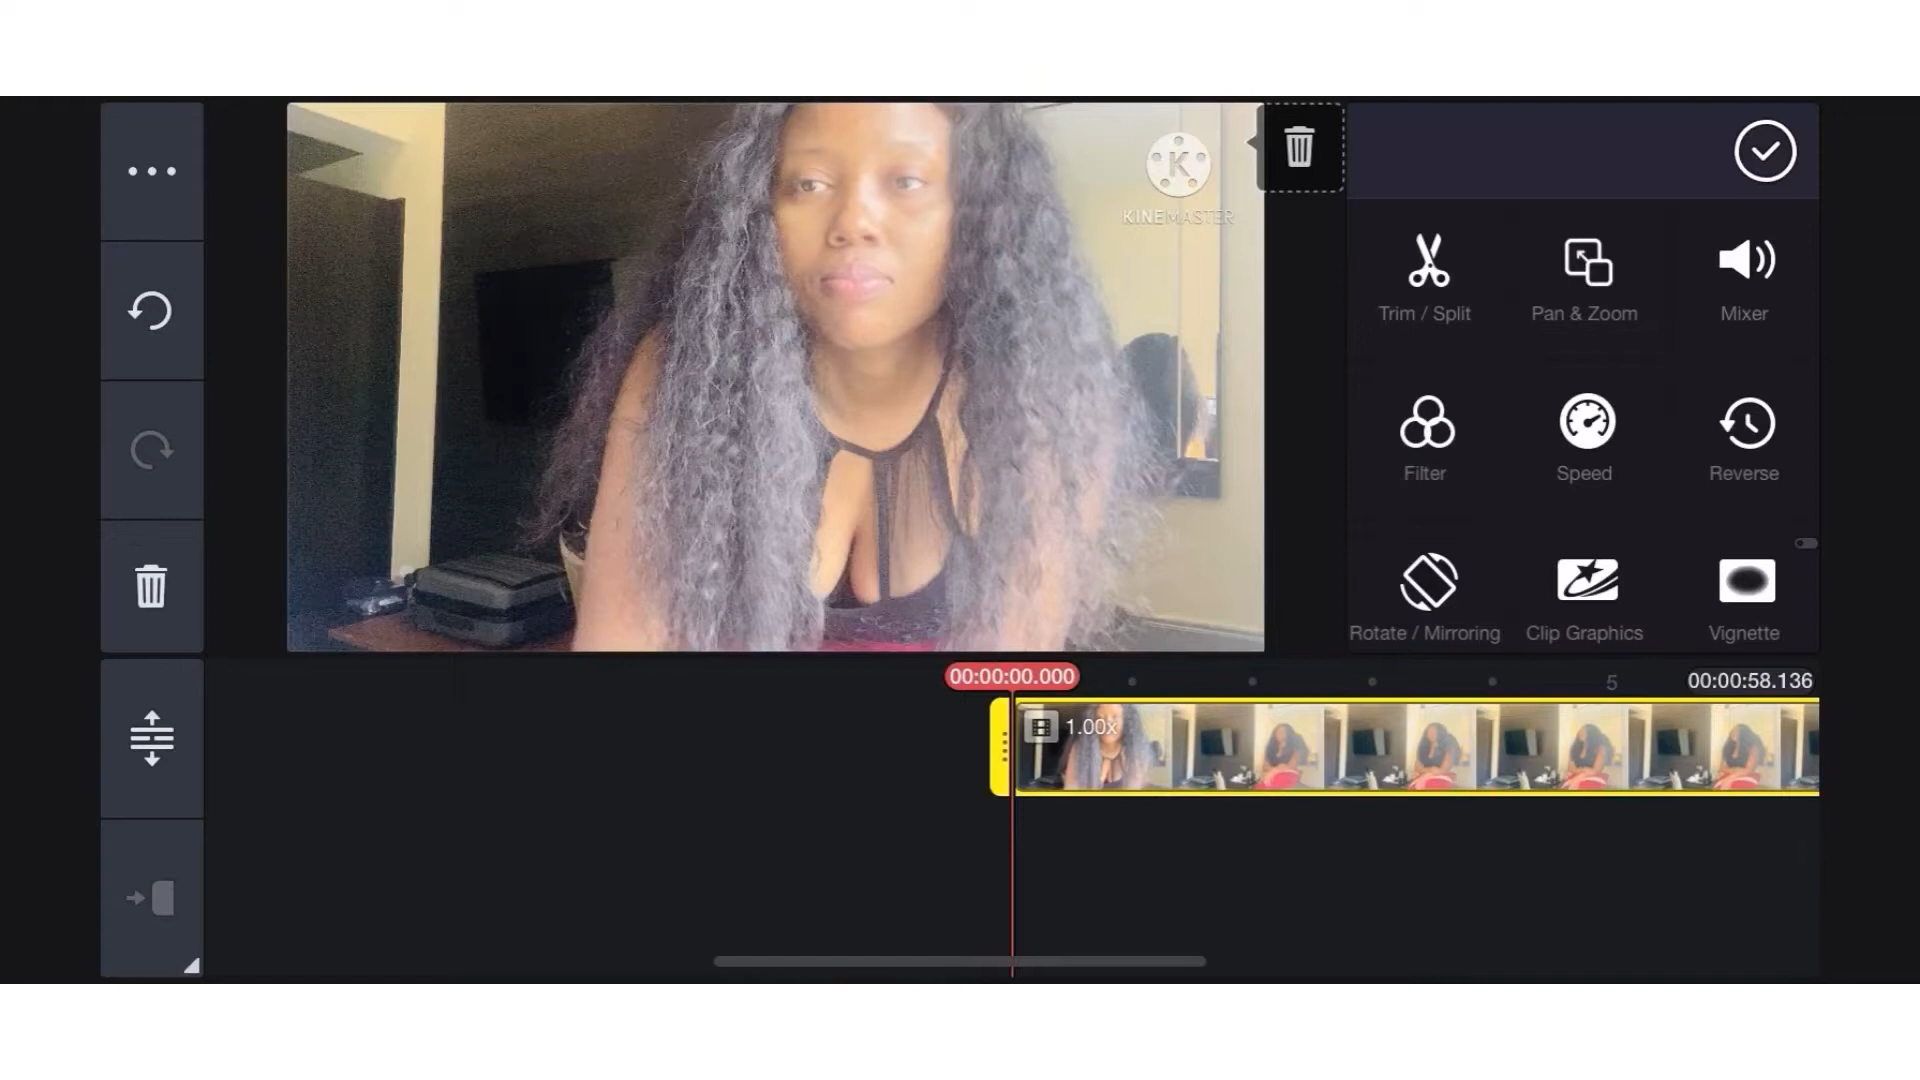 K
KINEMASTER
Trim / Split
Pan & Zoom
Mixer
Filter
Speed
Reverse
Rotate / Mirroring
Clip Graphics
Vignette
00:00:00.000
5
00:00:58.136
1.00x